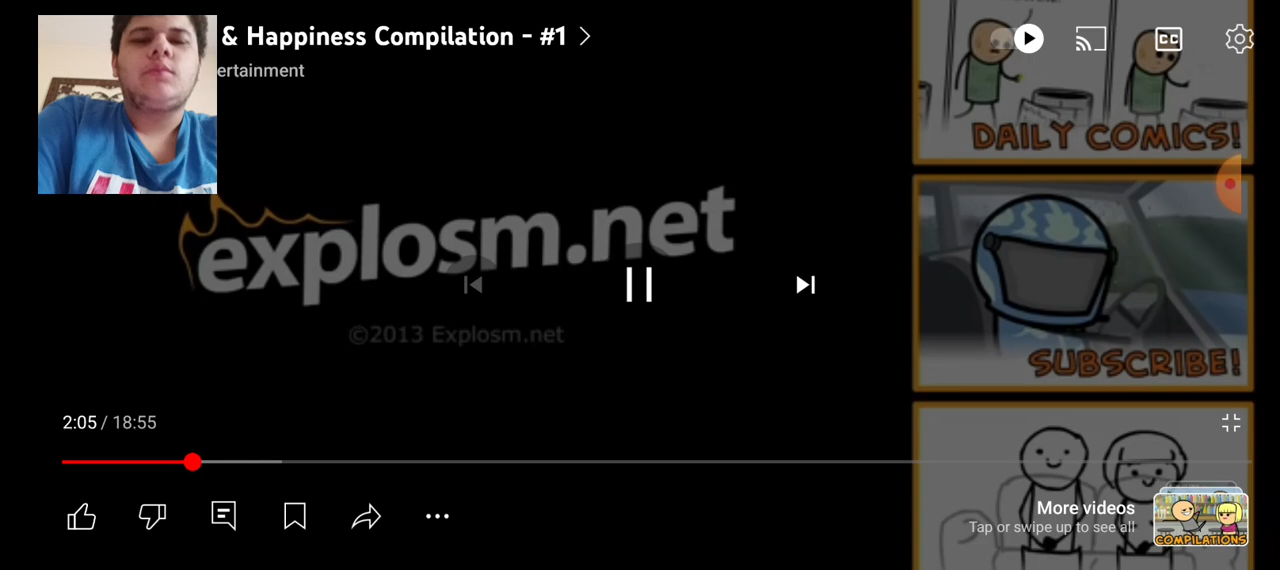 & Happiness Compilation - #1
ertainment
CC
DAILY COMICS!
explosm.net
©2013 Explosm.net
SUBSCRIBE!
2:05 / 18:55
More videos
Tap or swipe up to see all
COMPILATIONS